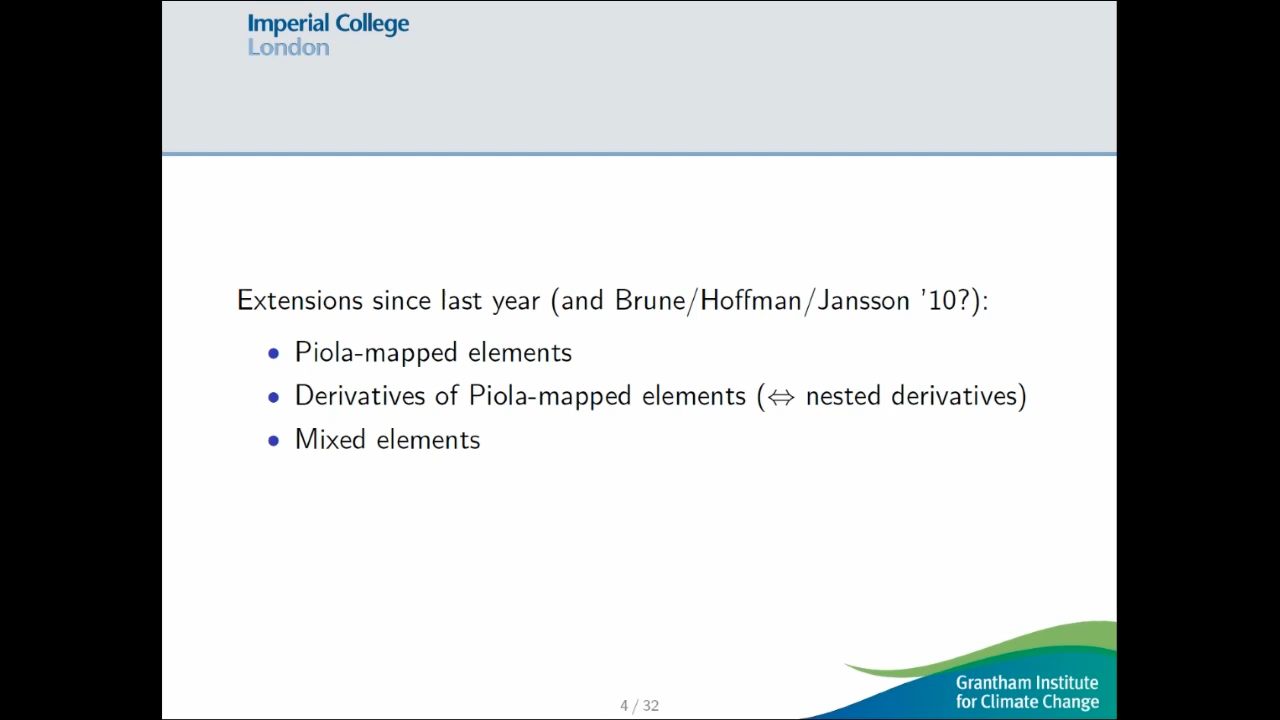 Imperial College
London
Extensions since last year (and Brune/Hoffman/Jansson '10?):
• Piola-mapped elements
• Derivatives of Piola-mapped elements (⇔ nested derivatives)
• Mixed elements
Grantham Institute
for Climate Change
4 / 32